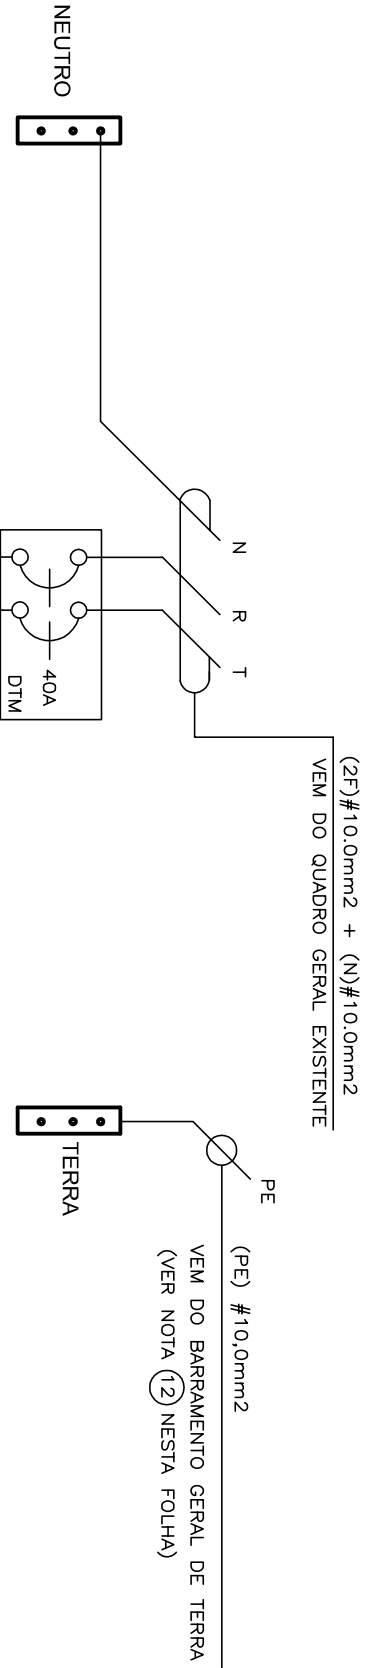 (2F)#10.0mm2 + (N)#10.0mm2
VEM DO QUADRO GERAL EXISTENTE
N
R
T
NEUTRO
40A
DTM
PE
(PE) #10,0mm2
VEM DO BARRAMENTO GERAL DE TERRA
(VER NOTA 12 NESTA FOLHA)
TERRA